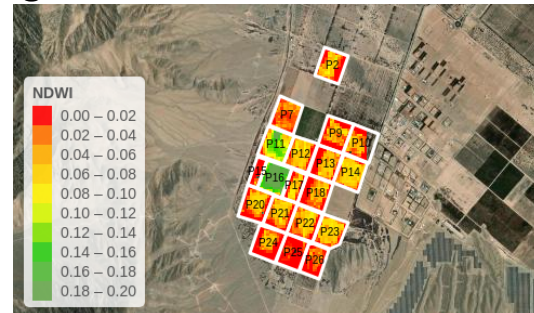 NDWI
0.00 – 0.02
0.02 – 0.04
0.04 – 0.06
0.06 – 0.08
0.08 – 0.10
0.10 – 0.12
0.12 – 0.14
0.14 – 0.16
0.16 – 0.18
0.18 – 0.20
P2
P7
P9
P10
P11
P12
P13
P14
P15
P16
P17
P18
P20
P21
P22
P23
P24
P25
P26